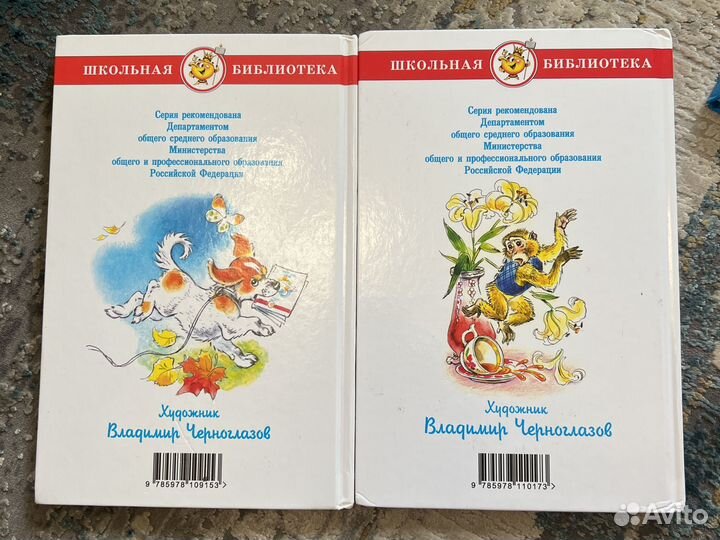 ШКОЛЬНАЯ БИБЛИОТЕКА
Серия рекомендована
Департаментом
общего среднего образования
Министерства
общего и профессионального образования
Российской Федерации
Художник
Владимир Черноглазов
9 785978 109153>
ШКОЛЬНАЯ БИБЛИОТЕКА
Серия рекомендована
Департаментом
общего среднего образования
Министерства
общего и профессионального образования
Российской Федерации
Художник
Владимир Черноглазов
9 785978 110173>
Avito